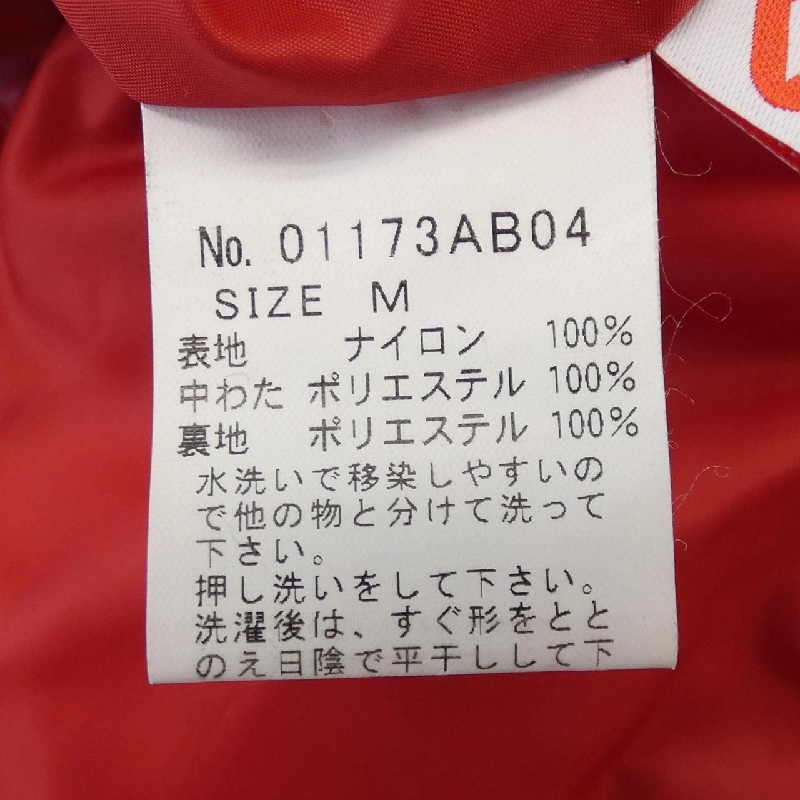 No. 01173AB04
SIZE M
表地 ナイロン 100%
中わた ポリエステル 100%
裏地 ポリエステル 100%
水洗いで移染しやすいの
で他の物と分けて洗って
下さい。
押し洗いをして下さい。
洗濯後は、すぐ形をとと
のえ日陰で平干しして下